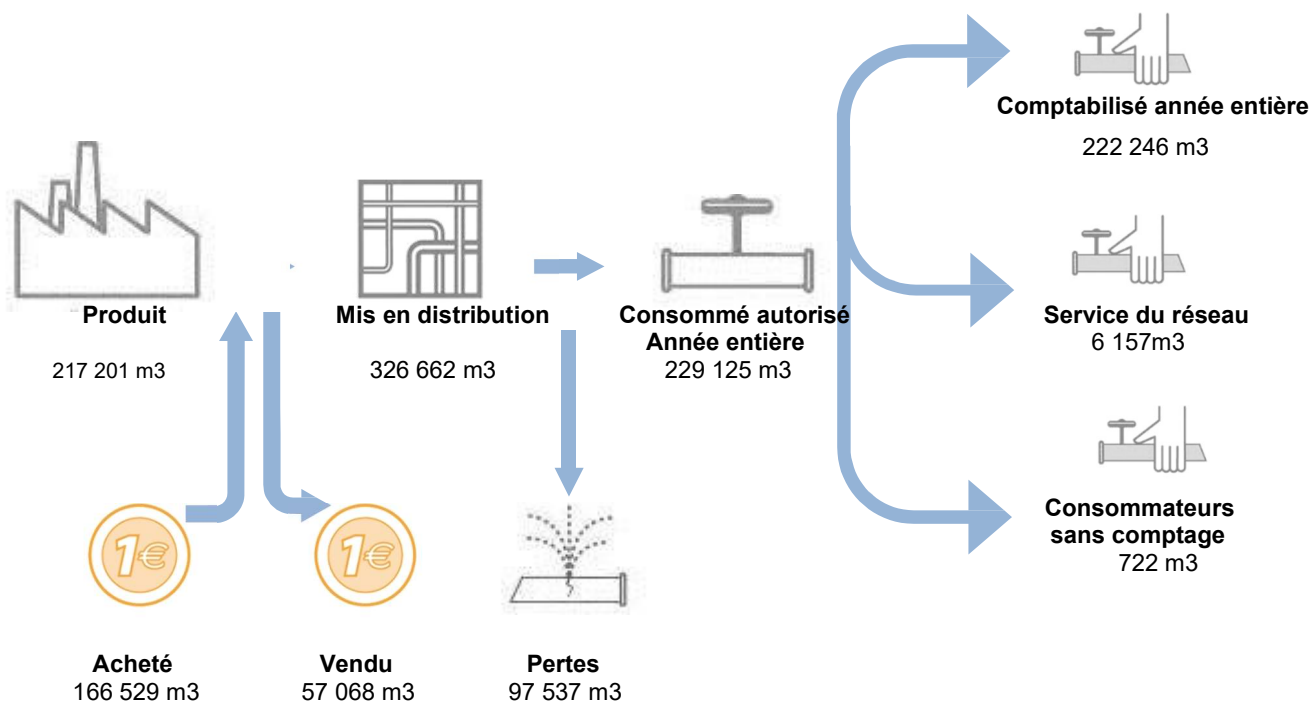 Comptabilisé année entière
222 246 m3
Produit
217 201 m3
Mis en distribution
326 662 m3
Consommé autorisé
Année entière
229 125 m3
Service du réseau
6 157m3
Consommateurs
sans comptage
722 m3
1€
1€
Acheté
166 529 m3
Vendu
57 068 m3
Pertes
97 537 m3